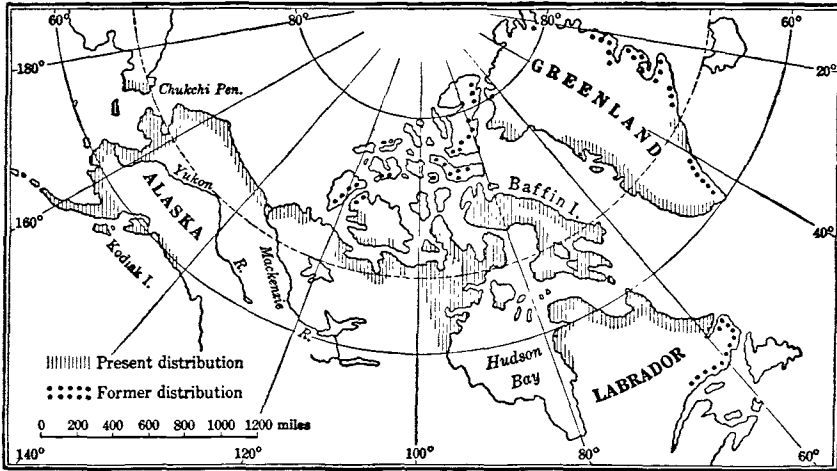 60°
80°
60°
180°
20°
Chukchi Pen.
GREENLAND
Yukon
R.
ALASKA
Baffin I.
160°
40°
Kodiak I.
Mackenzie
R.
Present distribution
Former distribution
Hudson
Bay
LABRADOR
0 200 400 600 800 1000 1200 miles
140°
120°
100°
80°
60°